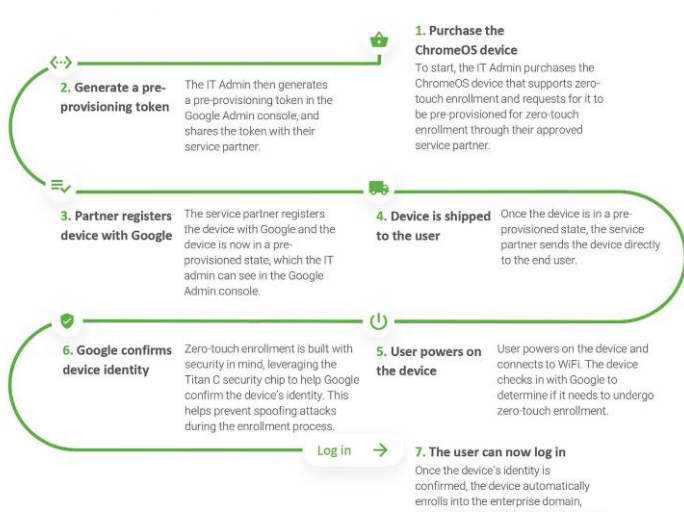 1. Purchase the
ChromeOS device
To start, the IT Admin purchases the
ChromeOS device that supports zero-
touch enrollment and requests for it to
be pre-provisioned for zero-touch
enrollment through their approved
service partner.
2. Generate a pre-
provisioning token
The IT Admin then generates
a pre-provisioning token in the
Google Admin console, and
shares the token with their
service partner.
3. Partner registers
device with Google
The service partner registers
the device with Google and the
device is now in a pre-
provisioned state, which the IT
admin can see in the Google
Admin console.
4. Device is shipped
to the user
Once the device is in a pre-
provisioned state, the service
partner sends the device directly
to the end user.
5. User powers on
the device
User powers on the device and
connects to WiFi. The device
checks in with Google to
determine if it needs to undergo
zero-touch enrollment.
6. Google confirms
device identity
Zero-touch enrollment is built with
security in mind, leveraging the
Titan C security chip to help Google
confirm the device's identity. This
helps prevent spoofing attacks
during the enrollment process.
Log in
7. The user can now log in
Once the device's identity is
confirmed, the device automatically
enrolls into the enterprise domain,